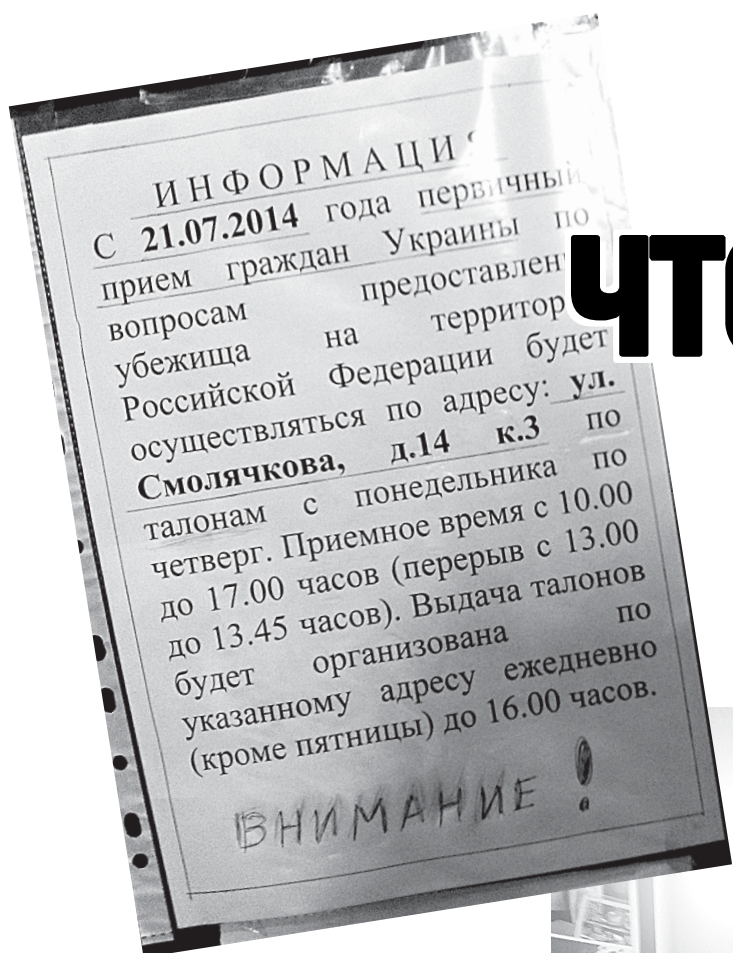 ИНФОРМАЦИЯ
С 21.07.2014 года первичный
прием граждан Украины по
вопросам предоставлен
убежища на территор
Российской Федерации будет
осуществляться по адресу: ул.
Смолячкова, д.14 к.3 по
талонам с понедельника по
четверг. Приемное время с 10.00
до 17.00 часов (перерыв с 13.00
до 13.45 часов). Выдача талонов
будет организована по
указанному адресу ежедневно
(кроме пятницы) до 16.00 часов.
ВНИМАНИЕ !
ЧТО